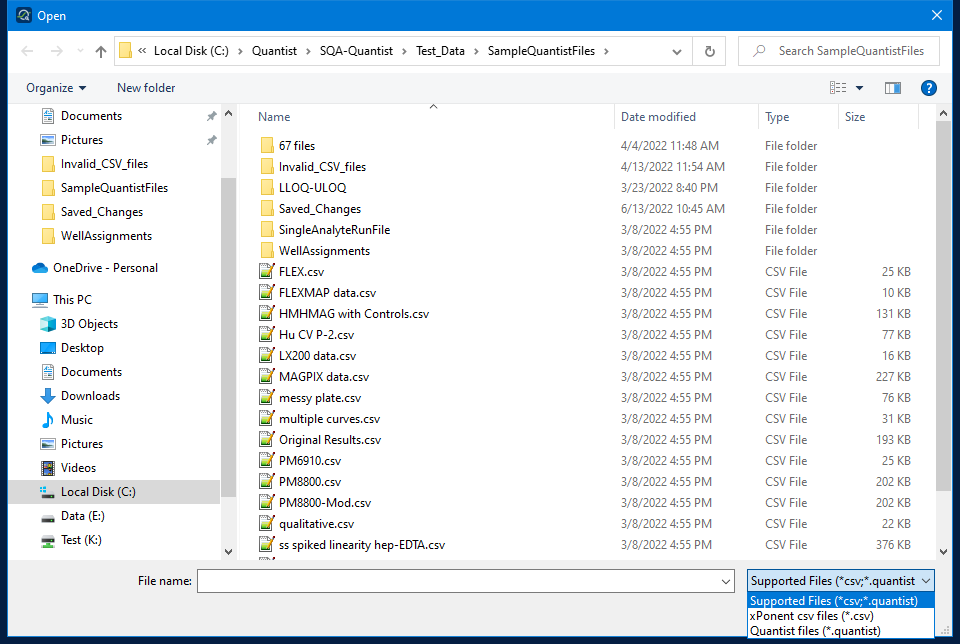 Open
« Local Disk (C:) › Quantist › SQA-Quantist › Test_Data › SampleQuantistFiles ›
Search SampleQuantistFiles
Organize
New folder
Documents
Pictures
Invalid_CSV_files
SampleQuantistFiles
Saved_Changes
WellAssignments
OneDrive - Personal
This PC
3D Objects
Desktop
Documents
Downloads
Music
Pictures
Videos
Local Disk (C:)
Data (E:)
Test (K:)
Name Date modified Type Size
67 files 4/4/2022 11:48 AM File folder
Invalid_CSV_files 4/13/2022 11:54 AM File folder
LLOQ-ULOQ 3/23/2022 8:40 PM File folder
Saved_Changes 6/13/2022 10:45 AM File folder
SingleAnalyteRunFile 3/8/2022 4:55 PM File folder
WellAssignments 3/8/2022 4:55 PM File folder
FLEX.csv 3/8/2022 4:55 PM CSV File 25 KB
FLEXMAP data.csv 3/8/2022 4:55 PM CSV File 10 KB
HMHMAG with Controls.csv 3/8/2022 4:55 PM CSV File 131 KB
Hu CV P-2.csv 3/8/2022 4:55 PM CSV File 77 KB
LX200 data.csv 3/8/2022 4:55 PM CSV File 16 KB
MAGPIX data.csv 3/8/2022 4:55 PM CSV File 227 KB
messy plate.csv 3/8/2022 4:55 PM CSV File 76 KB
multiple curves.csv 3/8/2022 4:55 PM CSV File 31 KB
Original Results.csv 3/8/2022 4:55 PM CSV File 193 KB
PM6910.csv 3/8/2022 4:55 PM CSV File 25 KB
PM8800.csv 3/8/2022 4:55 PM CSV File 202 KB
PM8800-Mod.csv 3/8/2022 4:55 PM CSV File 202 KB
qualitative.csv 3/8/2022 4:55 PM CSV File 22 KB
ss spiked linearity hep-EDTA.csv 3/8/2022 4:55 PM CSV File 376 KB
File name:
Supported Files (*csv;*.quantist
Supported Files (*csv;*.quantist)
xPonent csv files (*.csv)
Quantist files (*.quantist)